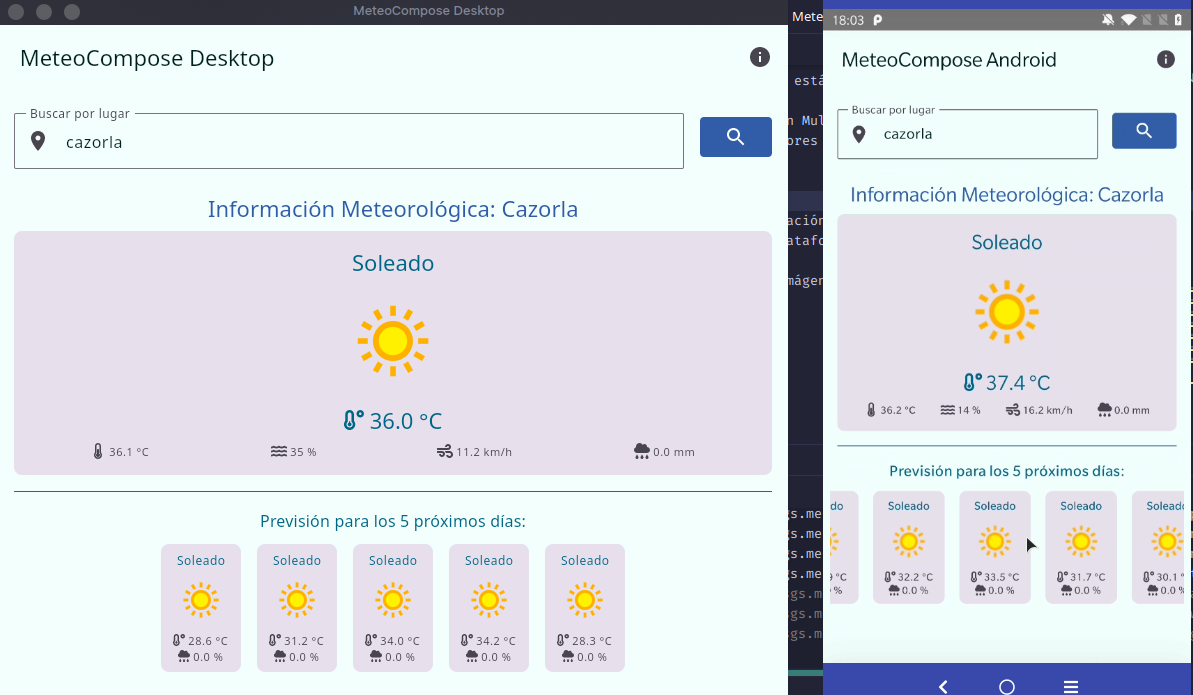 MeteoCompose Desktop
MeteoCompose Desktop
Buscar por lugar
cazorla
Información Meteorológica: Cazorla
Soleado
36.0 °C
36.1 °C 35 % 11.2 km/h 0.0 mm
Previsión para los 5 próximos días:
Soleado Soleado Soleado Soleado Soleado
28.6 °C 31.2 °C 34.0 °C 34.2 °C 28.3 °C
0.0 % 0.0 % 0.0 % 0.0 % 0.0 %
Mete
está
n Mul
ores
ación
atafo
mágen
gs.me
gs.me
gs.me
gs.me
gs.m
gs.m
gs.m
18:03
MeteoCompose Android
Buscar por lugar
cazorla
Información Meteorológica: Cazorla
Soleado
37.4 °C
36.2 °C 14 % 16.2 km/h 0.0 mm
Previsión para los 5 próximos días:
do Soleado Soleado Soleado Soleado
9 °C 32.2 °C 33.5 °C 31.7 °C 30.1 °
% 0.0 % 0.0 % 0.0 % 0.0 %